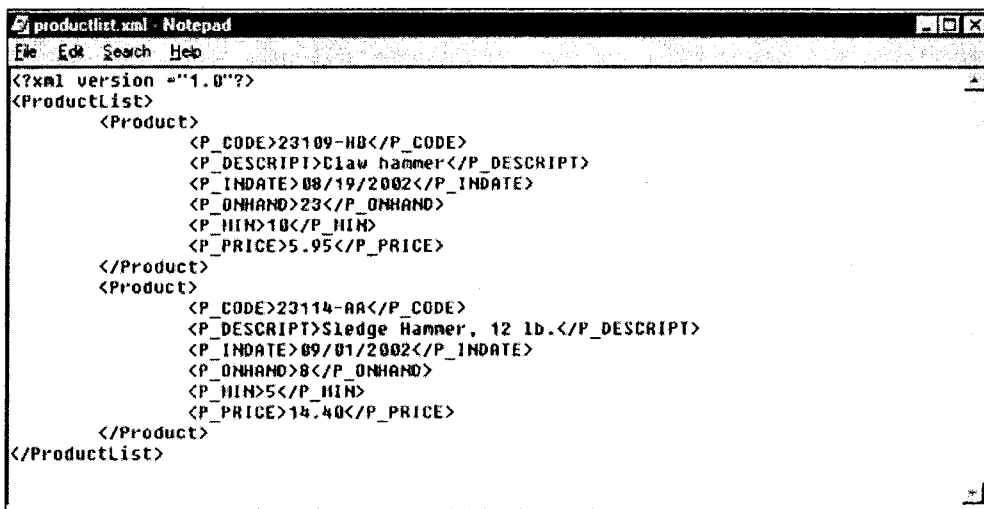 productlist.xml - Notepad
File Edit Search Help
<?xml version ="1.0"?>
<ProductList>
<Product>
<P_CODE>23109-HB</P_CODE>
<P_DESCRIPT>Claw hammer</P_DESCRIPT>
<P_INDATE>08/19/2002</P_INDATE>
<P_ONHAND>23</P_ONHAND>
<P_MIN>10</P_MIN>
<P_PRICE>5.95</P_PRICE>
</Product>
<Product>
<P_CODE>23114-AA</P_CODE>
<P_DESCRIPT>Sledge Hammer, 12 lb.</P_DESCRIPT>
<P_INDATE>09/01/2002</P_INDATE>
<P_ONHAND>8</P_ONHAND>
<P_MIN>5</P_MIN>
<P_PRICE>14.40</P_PRICE>
</Product>
</ProductList>